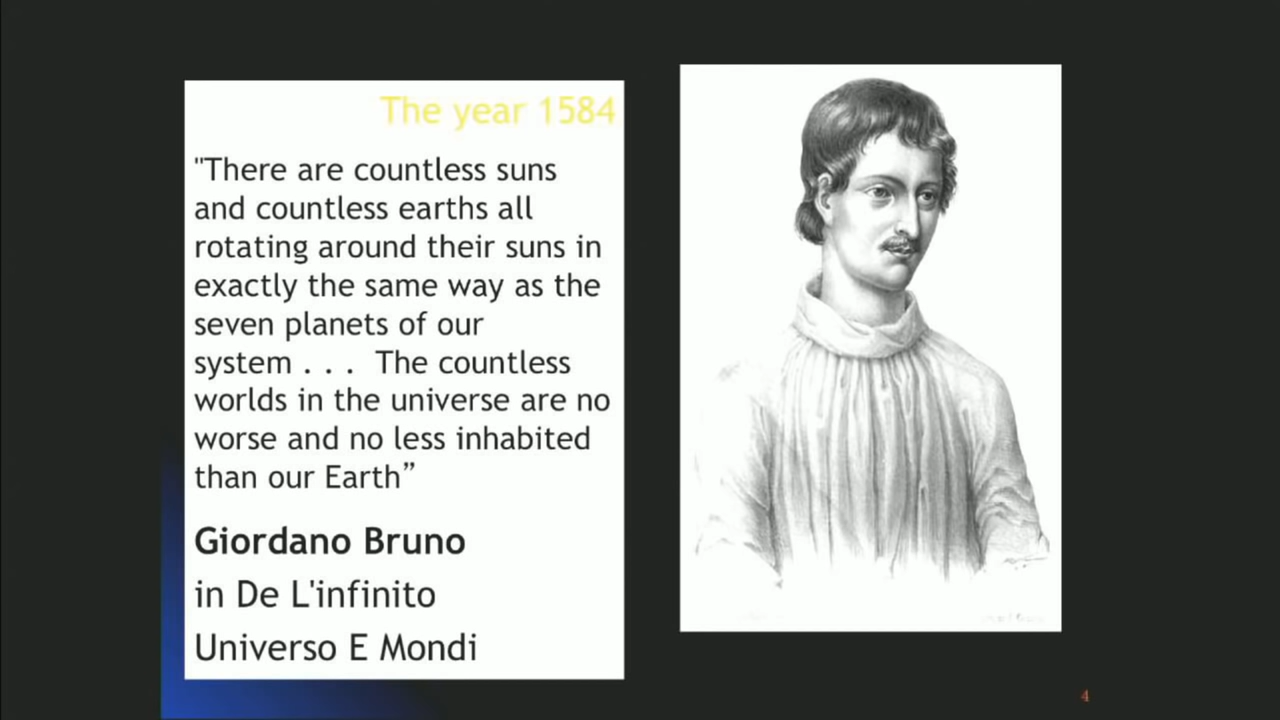 The year 1584
"There are countless suns
and countless earths all
rotating around their suns in
exactly the same way as the
seven planets of our
system . . .  The countless
worlds in the universe are no
worse and no less inhabited
than our Earth”
Giordano Bruno
in De L'infinito
Universo E Mondi
4